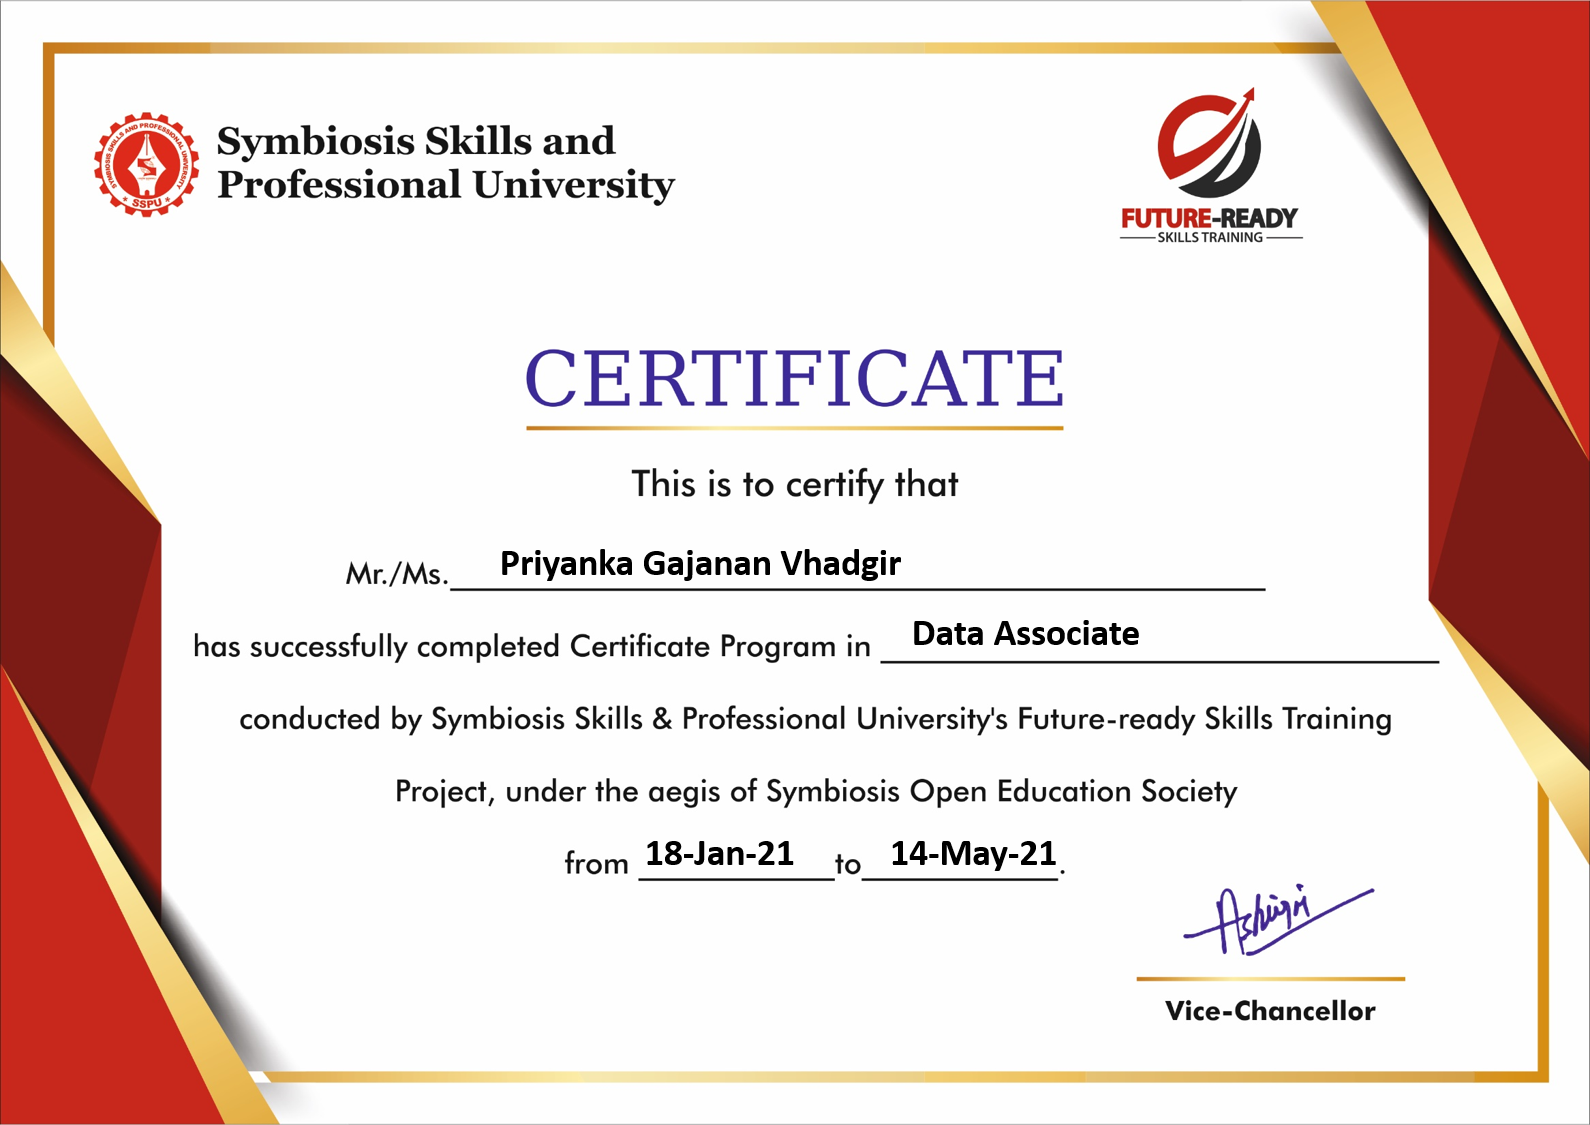 SYMBIOSIS SKILLS AND PROFESSIONAL UNIVERSITY
* SSPU *
Symbiosis Skills and
Professional University
FUTURE-READY
SKILLS TRAINING
CERTIFICATE
This is to certify that
Mr./Ms. Priyanka Gajanan Vhadgir
has successfully completed Certificate Program in Data Associate
conducted by Symbiosis Skills & Professional University's Future-ready Skills Training
Project, under the aegis of Symbiosis Open Education Society
from 18-Jan-21 to 14-May-21.
Vice-Chancellor